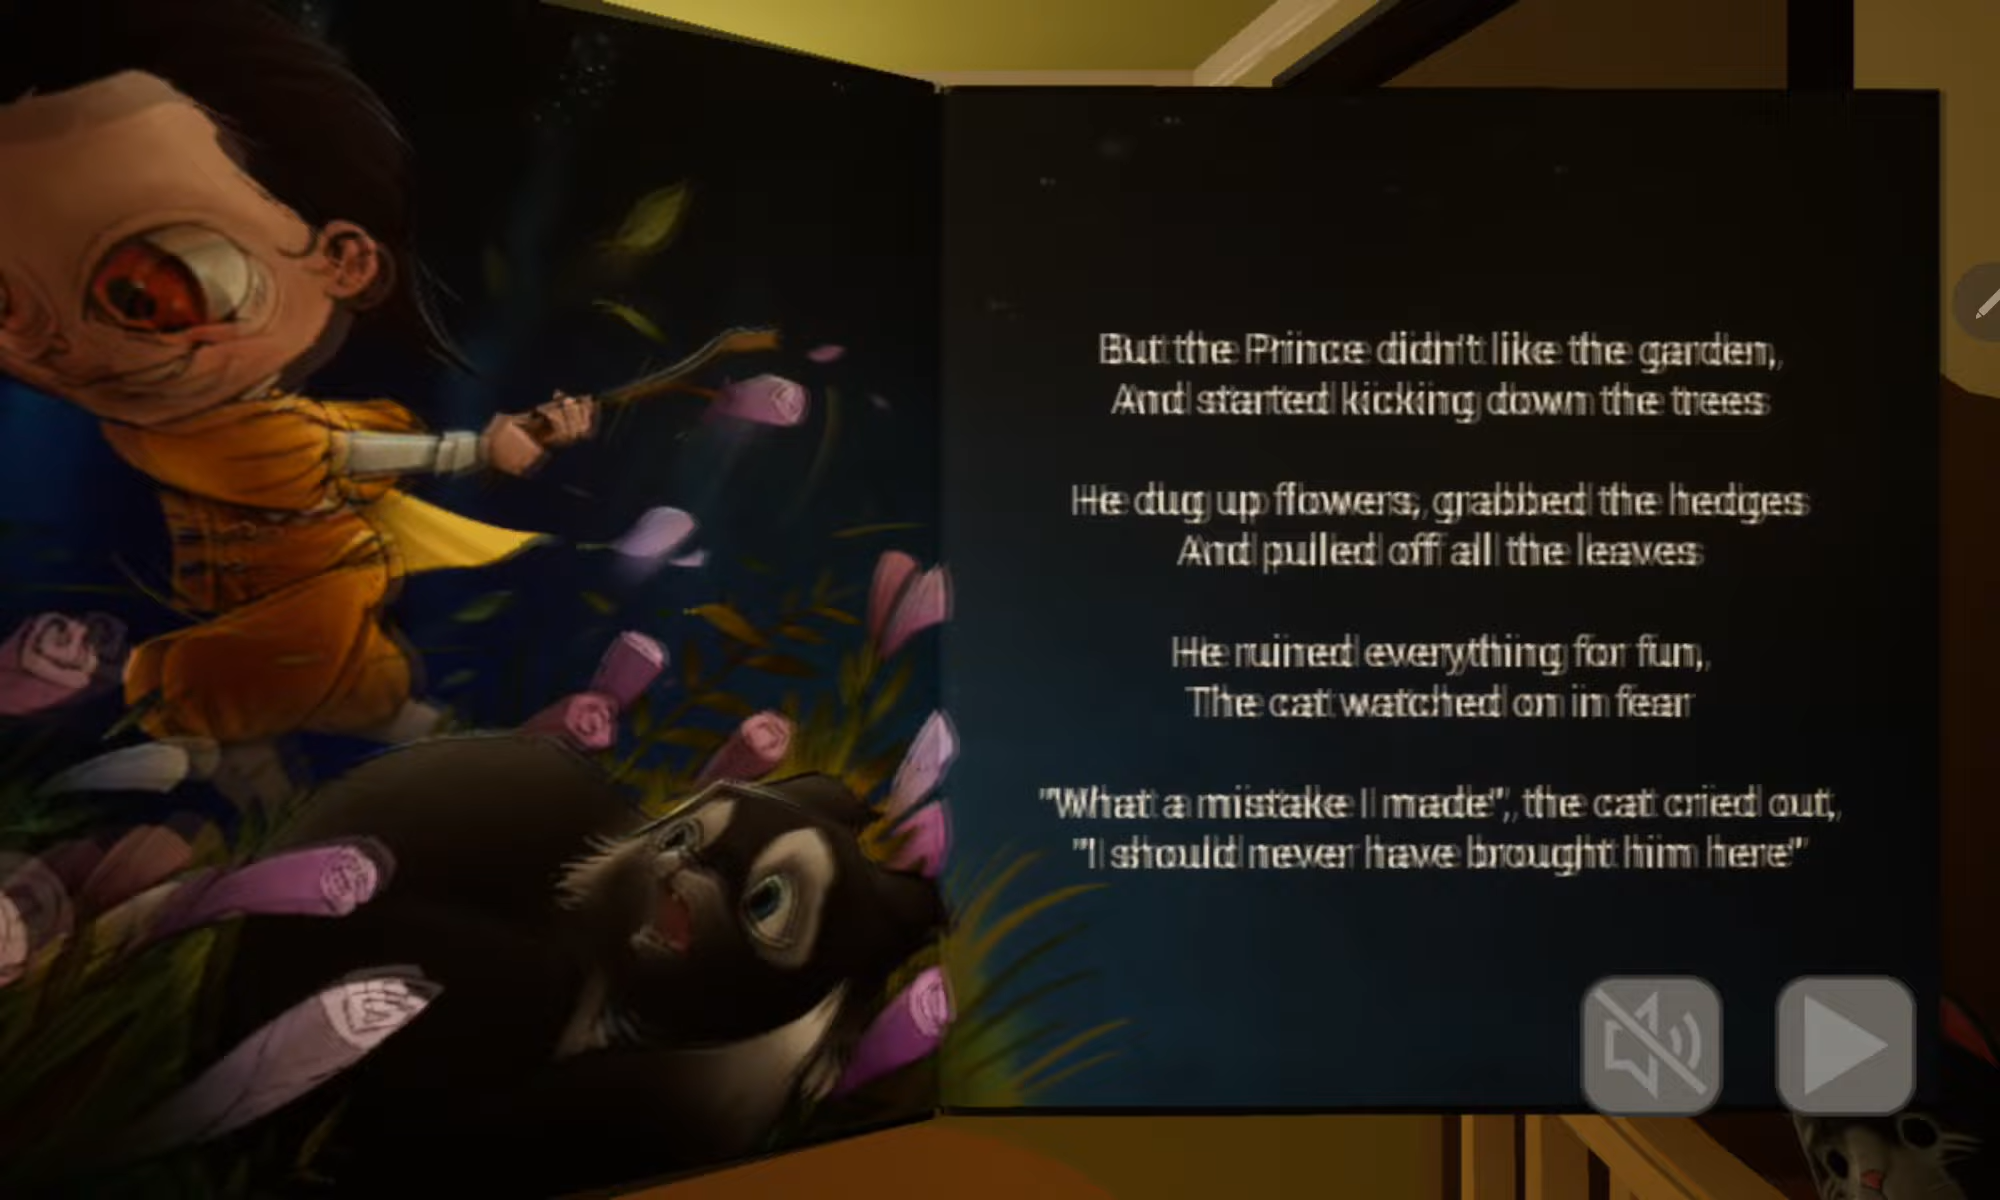 But the Prince didn't like the garden,
And started kicking down the trees
He dug up flowers, grabbed the hedges
And pulled off all the leaves
He ruined everything for fun,
The cat watched on in fear
"What a mistake I made", the cat cried out,
"I should never have brought him here"